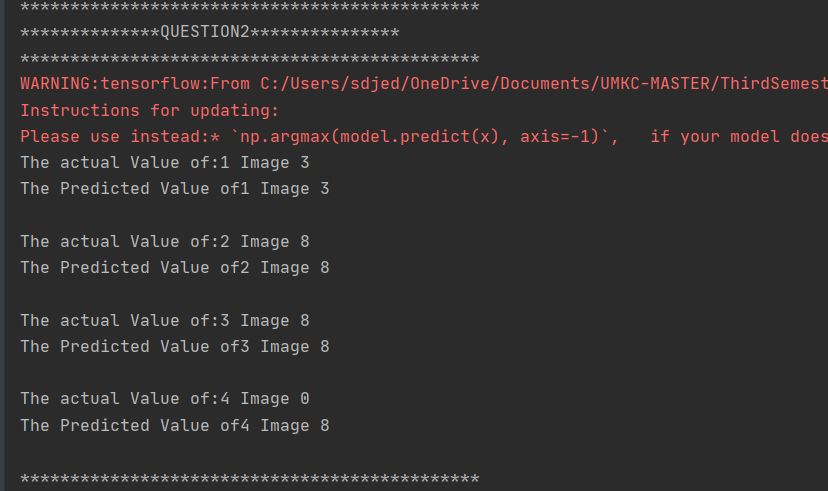 **********************************************
**************QUESTION2***************
**********************************************
WARNING:tensorflow:From C:/Users/sdjed/OneDrive/Documents/UMKC-MASTER/ThirdSemest
Instructions for updating:
Please use instead:* `np.argmax(model.predict(x), axis=-1)`,   if your model does
The actual Value of:1 Image 3
The Predicted Value of1 Image 3
The actual Value of:2 Image 8
The Predicted Value of2 Image 8
The actual Value of:3 Image 8
The Predicted Value of3 Image 8
The actual Value of:4 Image 0
The Predicted Value of4 Image 8
**********************************************